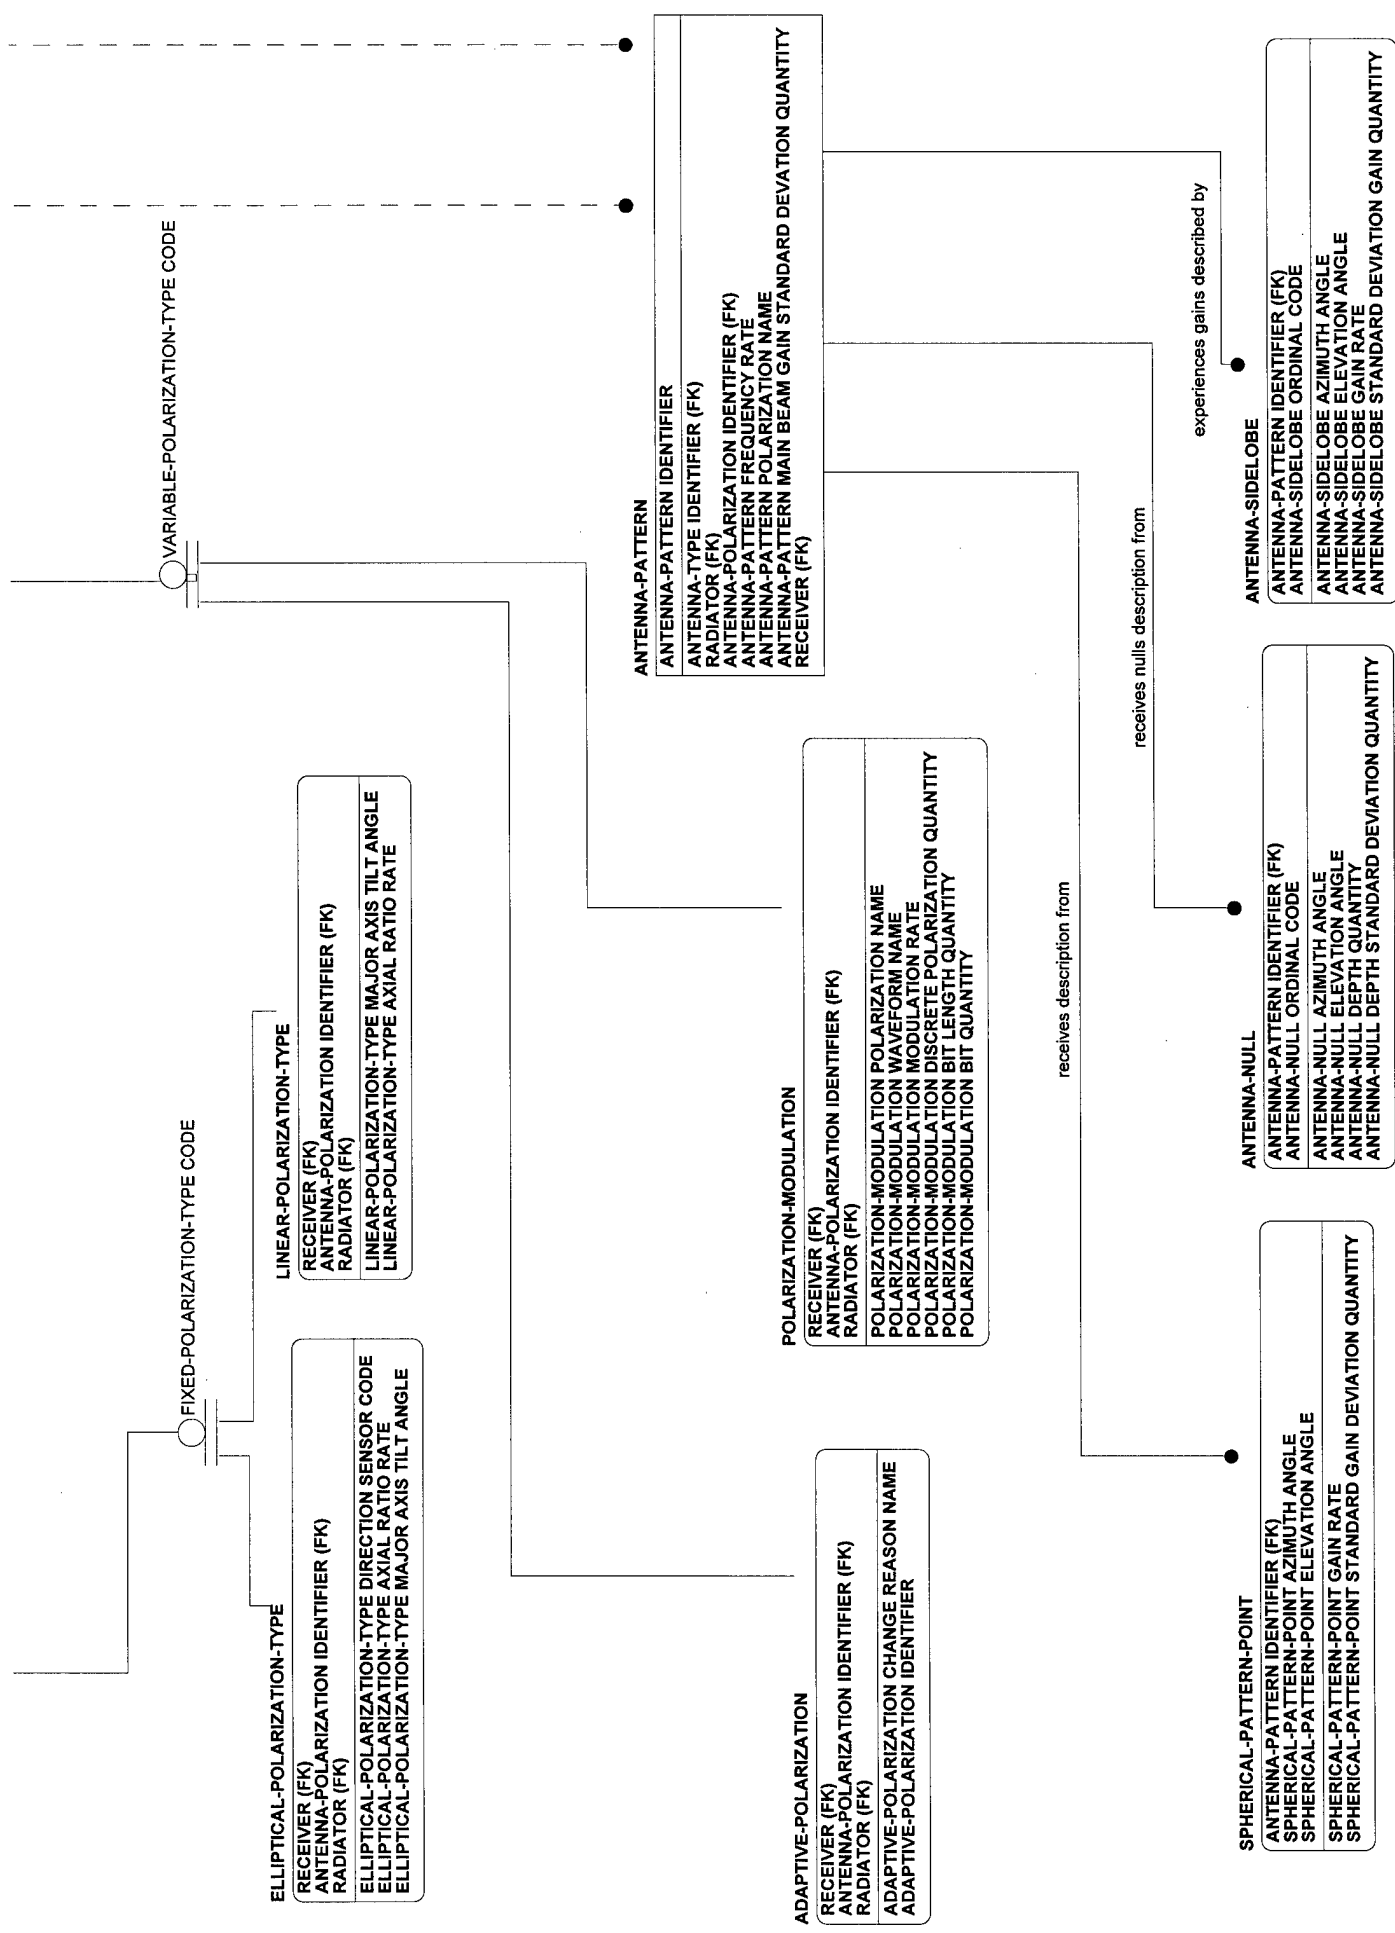 FIXED-POLARIZATION-TYPE CODE
VARIABLE-POLARIZATION-TYPE CODE
ELLIPTICAL-POLARIZATION-TYPE
RECEIVER (FK)
ANTENNA-POLARIZATION IDENTIFIER (FK)
RADIATOR (FK)
ELLIPTICAL-POLARIZATION-TYPE DIRECTION SENSOR CODE
ELLIPTICAL-POLARIZATION-TYPE AXIAL RATIO RATE
ELLIPTICAL-POLARIZATION-TYPE MAJOR AXIS TILT ANGLE
LINEAR-POLARIZATION-TYPE
RECEIVER (FK)
ANTENNA-POLARIZATION IDENTIFIER (FK)
RADIATOR (FK)
LINEAR-POLARIZATION-TYPE MAJOR AXIS TILT ANGLE
LINEAR-POLARIZATION-TYPE AXIAL RATIO RATE
ANTENNA-PATTERN
ANTENNA-PATTERN IDENTIFIER
ANTENNA-TYPE IDENTIFIER (FK)
RADIATOR (FK)
ANTENNA-POLARIZATION IDENTIFIER (FK)
ANTENNA-PATTERN FREQUENCY RATE
ANTENNA-PATTERN POLARIZATION NAME
ANTENNA-PATTERN MAIN BEAM GAIN STANDARD DEVATION QUANTITY
RECEIVER (FK)
ADAPTIVE-POLARIZATION
RECEIVER (FK)
ANTENNA-POLARIZATION IDENTIFIER (FK)
RADIATOR (FK)
ADAPTIVE-POLARIZATION CHANGE REASON NAME
ADAPTIVE-POLARIZATION IDENTIFIER
POLARIZATION-MODULATION
RECEIVER (FK)
ANTENNA-POLARIZATION IDENTIFIER (FK)
RADIATOR (FK)
POLARIZATION-MODULATION POLARIZATION NAME
POLARIZATION-MODULATION WAVEFORM NAME
POLARIZATION-MODULATION MODULATION RATE
POLARIZATION-MODULATION DISCRETE POLARIZATION QUANTITY
POLARIZATION-MODULATION BIT LENGTH QUANTITY
POLARIZATION-MODULATION BIT QUANTITY
receives description from
receives nulls description from
experiences gains described by
SPHERICAL-PATTERN-POINT
ANTENNA-PATTERN IDENTIFIER (FK)
SPHERICAL-PATTERN-POINT AZIMUTH ANGLE
SPHERICAL-PATTERN-POINT ELEVATION ANGLE
SPHERICAL-PATTERN-POINT GAIN RATE
SPHERICAL-PATTERN-POINT STANDARD GAIN DEVIATION QUANTITY
ANTENNA-NULL
ANTENNA-PATTERN IDENTIFIER (FK)
ANTENNA-NULL ORDINAL CODE
ANTENNA-NULL AZIMUTH ANGLE
ANTENNA-NULL ELEVATION ANGLE
ANTENNA-NULL DEPTH QUANTITY
ANTENNA-NULL DEPTH STANDARD DEVIATION QUANTITY
ANTENNA-SIDELOBE
ANTENNA-PATTERN IDENTIFIER (FK)
ANTENNA-SIDELOBE ORDINAL CODE
ANTENNA-SIDELOBE AZIMUTH ANGLE
ANTENNA-SIDELOBE ELEVATION ANGLE
ANTENNA-SIDELOBE GAIN RATE
ANTENNA-SIDELOBE STANDARD DEVIATION GAIN QUANTITY